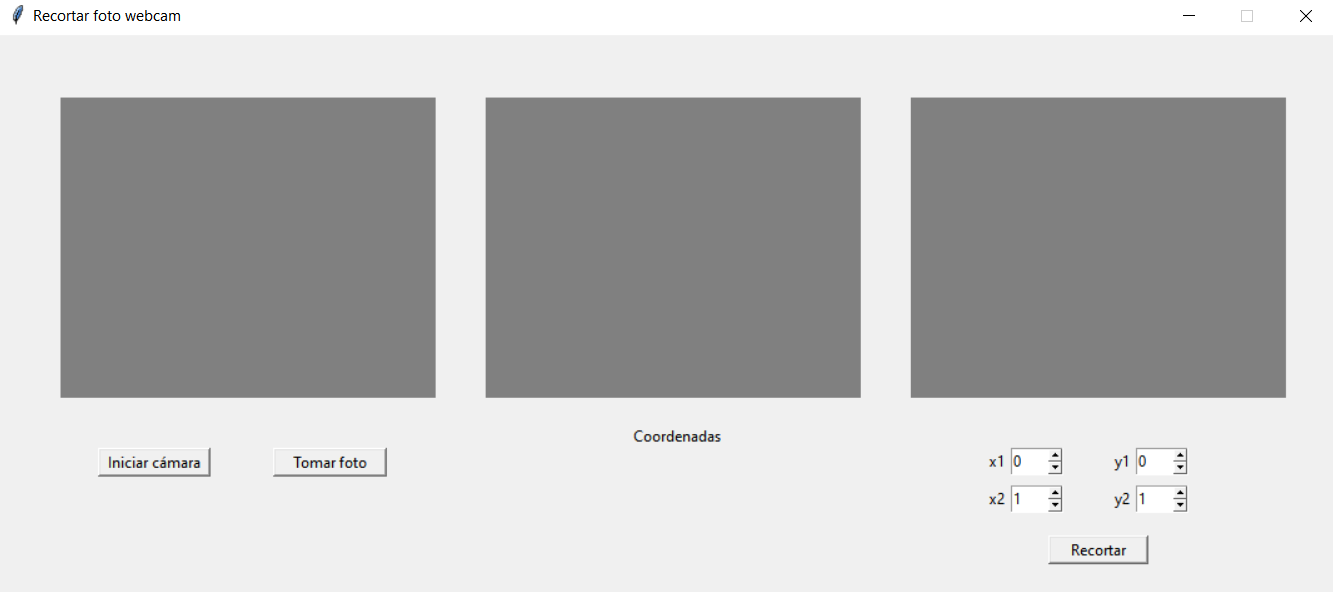 Recortar foto webcam
Coordenadas
Iniciar cámara Tomar foto
x1 0 y1 0
x2 1 y2 1
Recortar